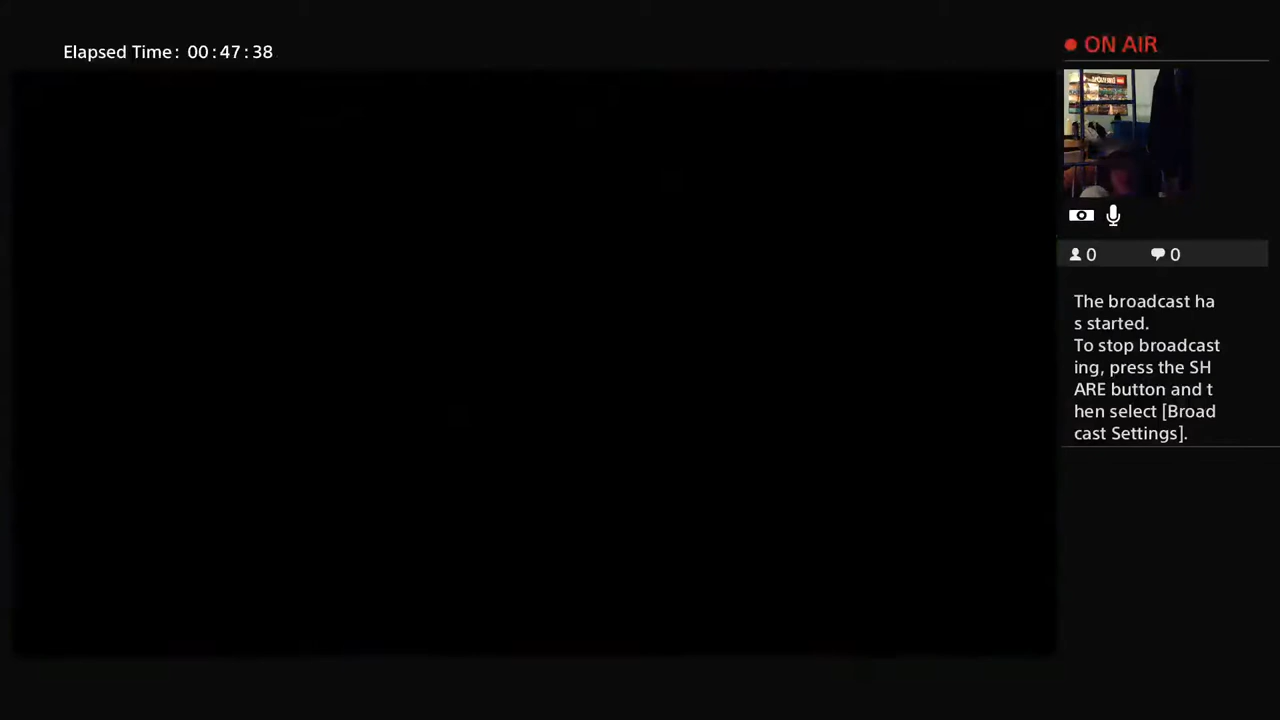 Elapsed Time: 00:47:38
ON AIR
0
0
The broadcast ha
s started.
To stop broadcast
ing, press the SH
ARE button and t
hen select [Broad
cast Settings].